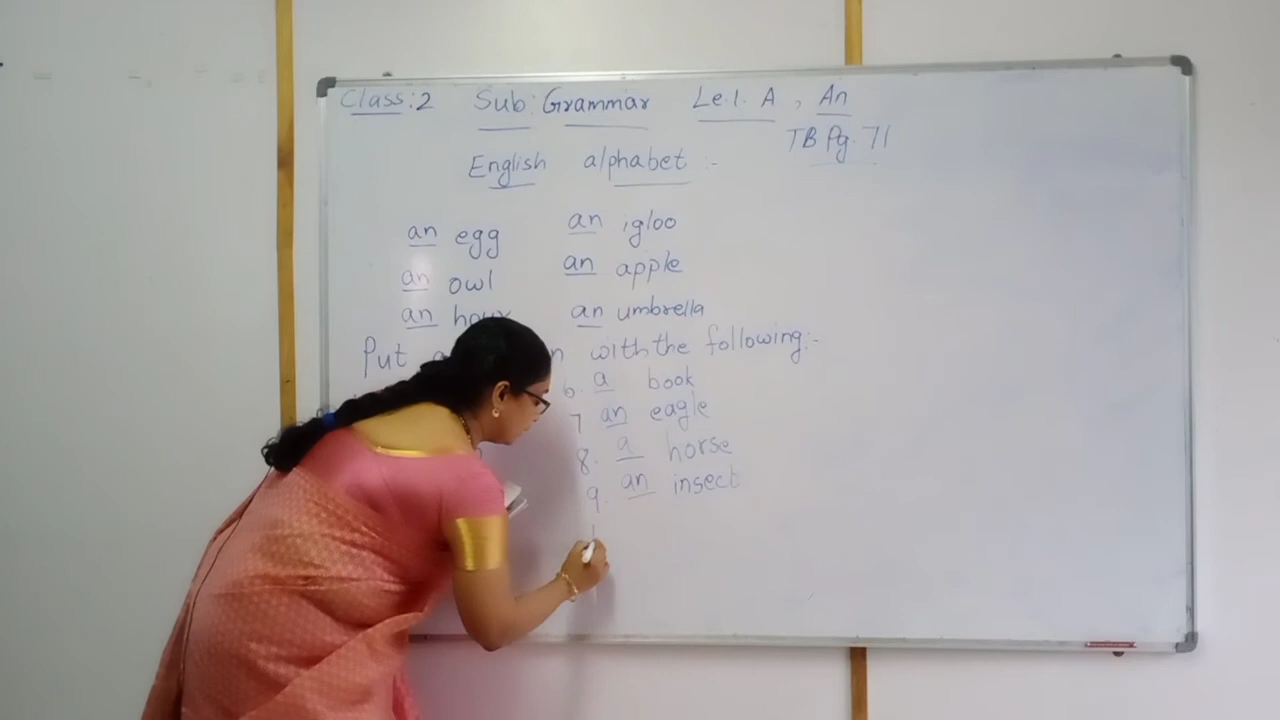 Class: 2 Sub: Grammar Le. 1. A, An
TB Pg. 71
English alphabet :-
an egg an igloo
an owl an apple
an hour an umbrella
Put with the following:-
6. a book
7 an eagle
8. a horse
9. an insect